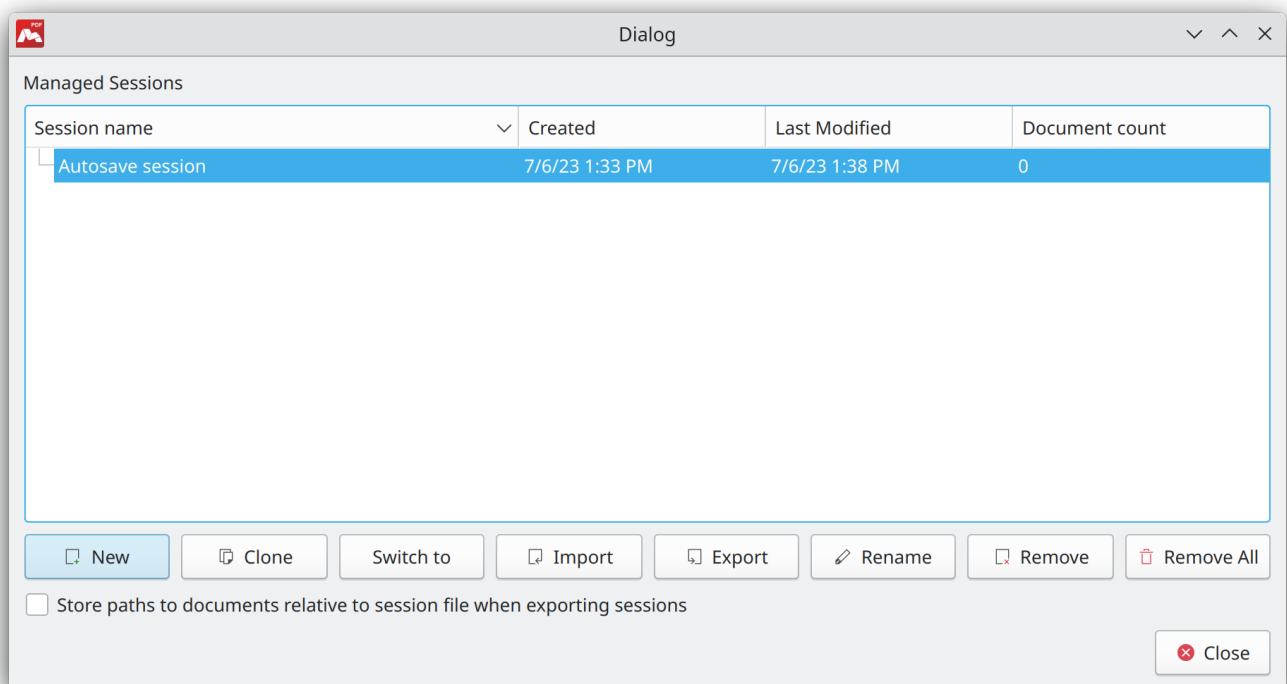 PDF
Dialog
Managed Sessions
Session name Created Last Modified Document count
Autosave session 7/6/23 1:33 PM 7/6/23 1:38 PM 0
New Clone Switch to Import Export Rename Remove Remove All
Store paths to documents relative to session file when exporting sessions
Close